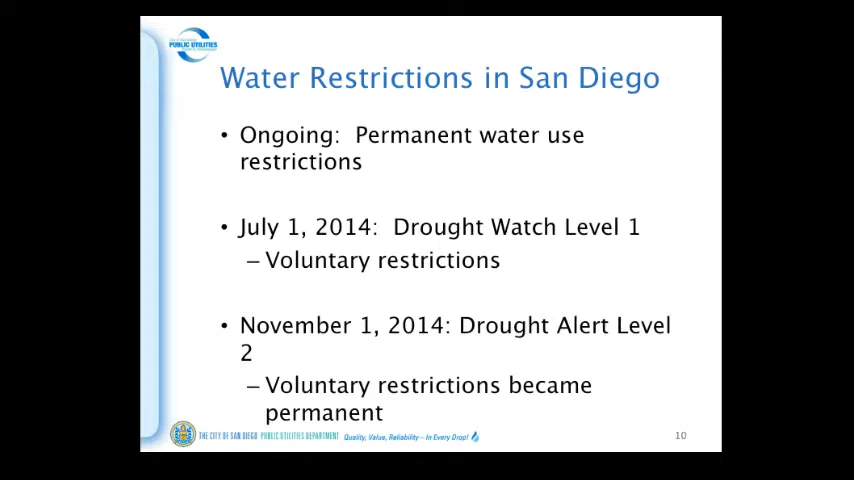 PUBLIC UTILITIES
Water Restrictions in San Diego
• Ongoing: Permanent water use
restrictions
• July 1, 2014: Drought Watch Level 1
– Voluntary restrictions
• November 1, 2014: Drought Alert Level
2
– Voluntary restrictions became
permanent
THE CITY OF SAN DIEGO PUBLIC UTILITIES DEPARTMENT Quality, Value, Reliability – In Every Drop!
10